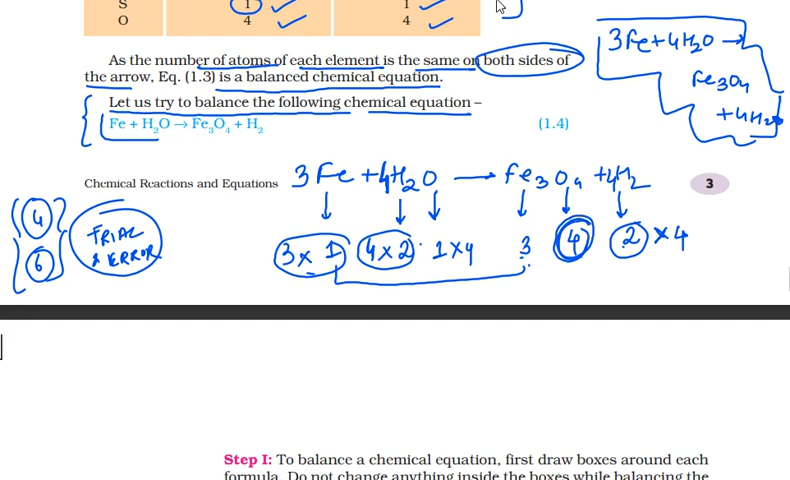 S 1 1
O 4 4
As the number of atoms of each element is the same on both sides of
the arrow, Eq. (1.3) is a balanced chemical equation.
Let us try to balance the following chemical equation –
Fe + H₂O → Fe₃O₄ + H₂ (1.4)
3Fe+4H₂O →
Fe₃O₄
+4H₂
Chemical Reactions and Equations 3
3Fe+4H₂O → Fe₃O₄ +4H₂
3 × 1 4 × 2 1 × 4 3 4 2 × 4
4
6
TRIAL
& ERROR
Step I: To balance a chemical equation, first draw boxes around each
formula. Do not change anything inside the boxes while balancing the